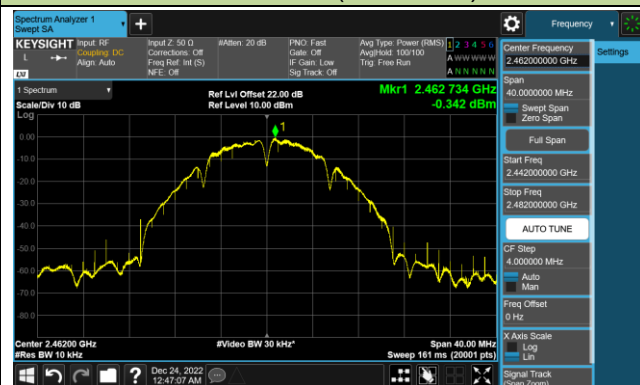 Spectrum Analyzer 1
Swept SA
Frequency
KEYSIGHT
L
LXI
Input: RF
Coupling: DC
Align: Auto
Input Z: 50 Ω
Corrections: Off
Freq Ref: Int (S)
NFE: Off
#Atten: 20 dB
PNO: Fast
Gate: Off
IF Gain: Low
Sig Track: Off
Avg Type: Power (RMS)
Avg|Hold: 100/100
Trig: Free Run
1 2 3 4 5 6
A W W W W W
A N N N N N
Center Frequency
2.462000000 GHz
Settings
Span
40.0000000 MHz
Swept Span
Zero Span
Full Span
Start Freq
2.442000000 GHz
Stop Freq
2.482000000 GHz
AUTO TUNE
CF Step
4.000000 MHz
Auto
Man
Freq Offset
0 Hz
X Axis Scale
Log
Lin
Signal Track
(Span Zoom)
1 Spectrum
Scale/Div 10 dB
Log
Ref Lvl Offset 22.00 dB
Ref Level 10.00 dBm
Mkr1 2.462 734 GHz
-0.342 dBm
1
0.00
-10.0
-20.0
-30.0
-40.0
-50.0
-60.0
-70.0
-80.0
Center 2.46200 GHz
#Res BW 10 kHz
#Video BW 30 kHz*
Span 40.00 MHz
Sweep 161 ms (20001 pts)
Dec 24, 2022
12:47:07 AM